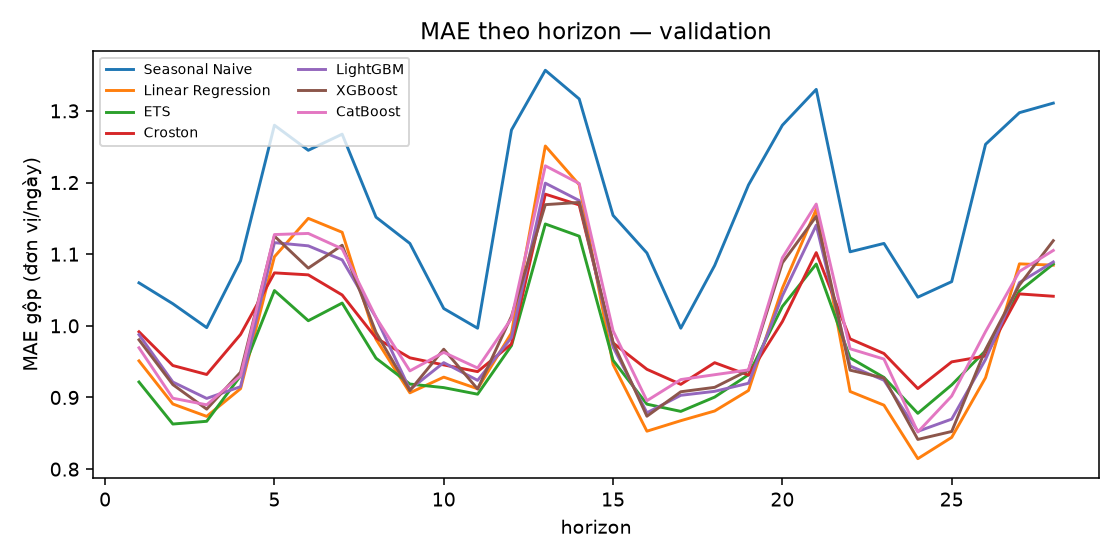 MAE theo horizon — validation
Seasonal Naive
Linear Regression
ETS
Croston
LightGBM
XGBoost
CatBoost
MAE gộp (đơn vị/ngày)
1.3
1.2
1.1
1.0
0.9
0.8
0 5 10 15 20 25
horizon